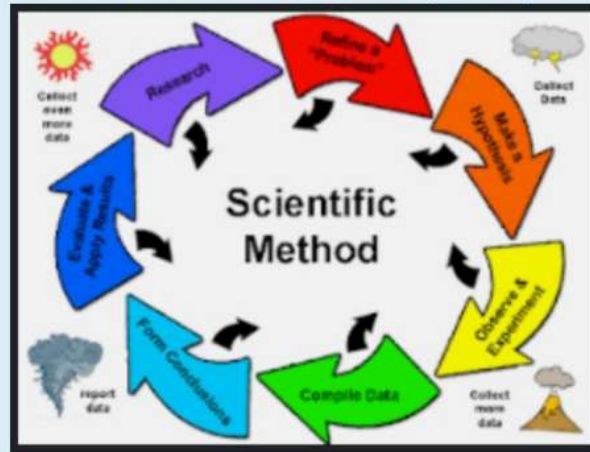 Collect
even
more
data
Research
Refine a
"Problem"
Collect
Data
Make a
Hypothesis
Scientific
Method
Evaluate &
Apply Results
Observe &
Experiment
Form Conclusions
Compile Data
report
data
Collect
more
data